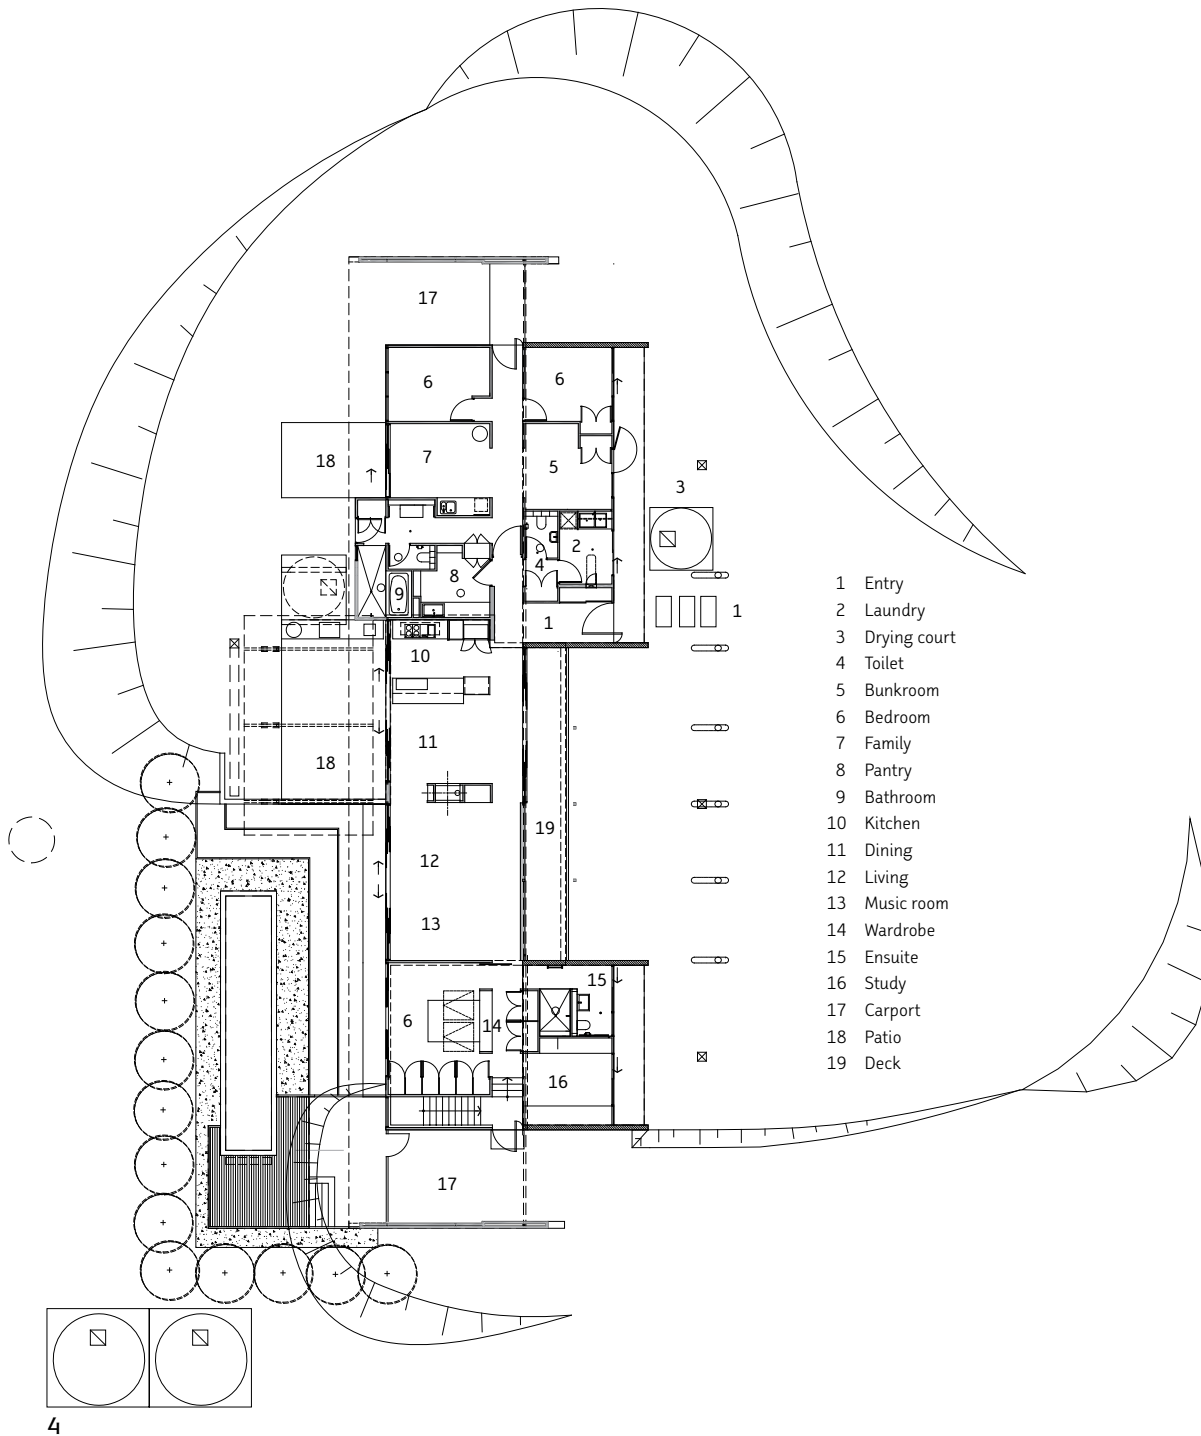 17
6
6
7
18
5
3
2
4
8
9
1
1
10
11
18
19
12
13
15
6
14
16
17
1 Entry
2 Laundry
3 Drying court
4 Toilet
5 Bunkroom
6 Bedroom
7 Family
8 Pantry
9 Bathroom
10 Kitchen
11 Dining
12 Living
13 Music room
14 Wardrobe
15 Ensuite
16 Study
17 Carport
18 Patio
19 Deck
4